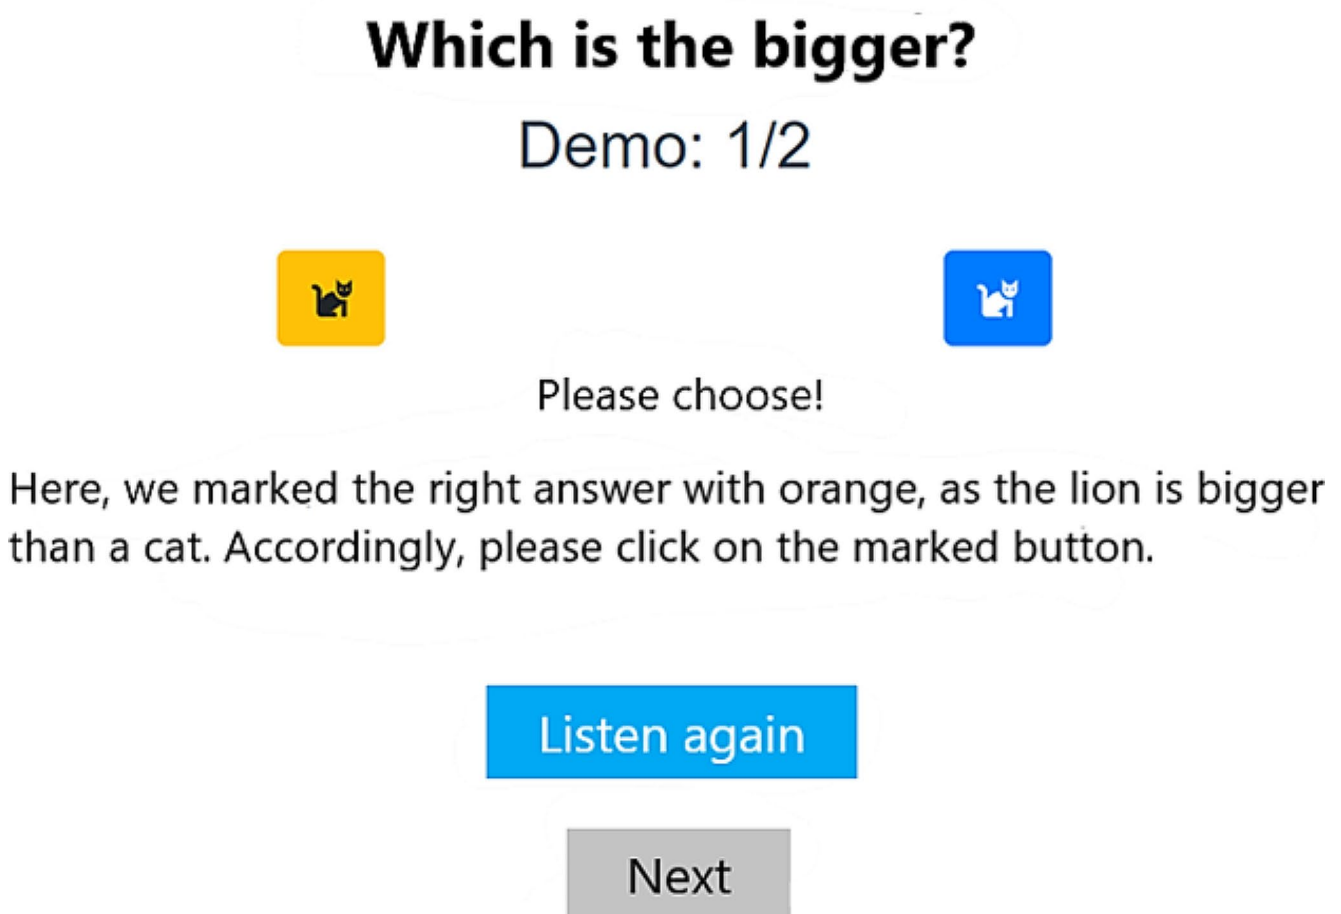 Which is the bigger?
Demo: 1/2
Please choose!
Here, we marked the right answer with orange, as the lion is bigger
than a cat. Accordingly, please click on the marked button.
Listen again
Next